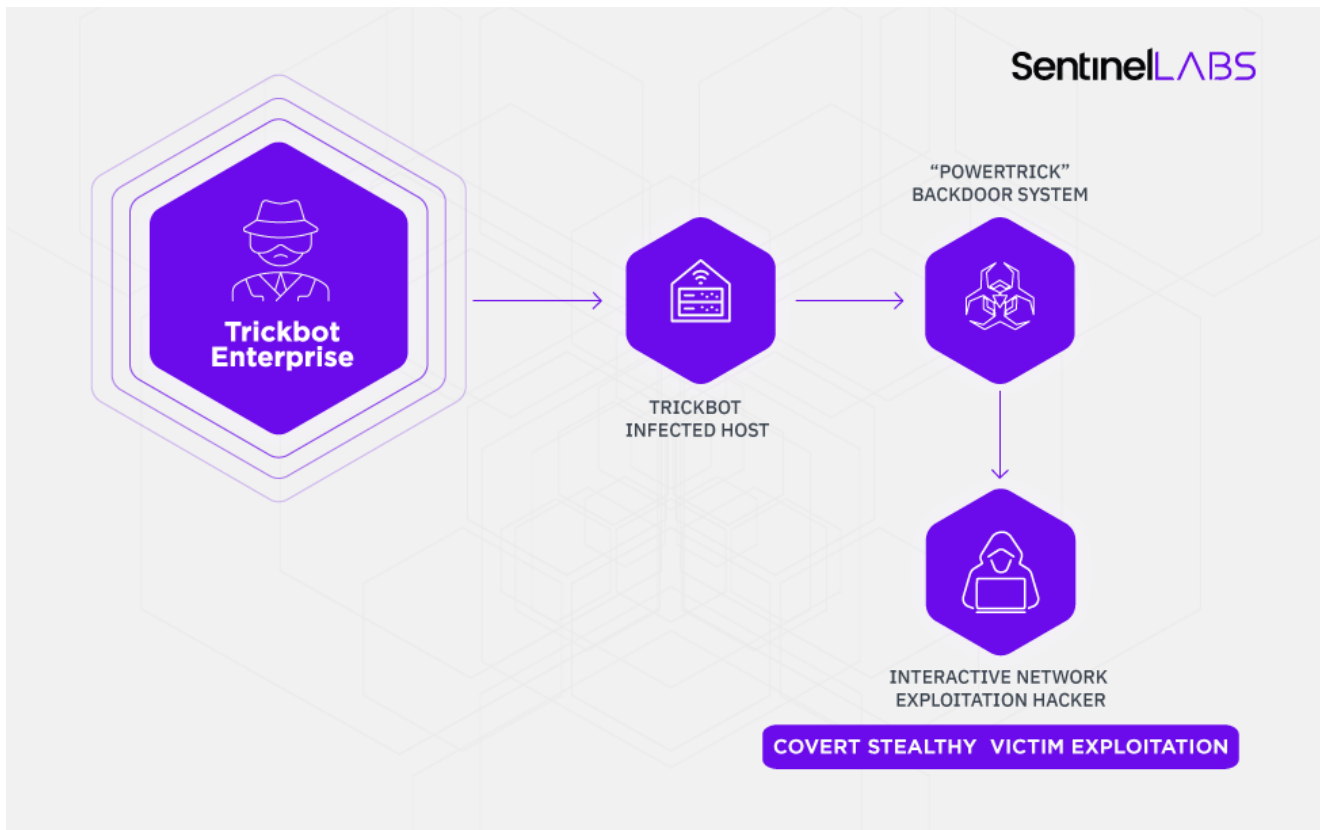 SentinelLABS
"POWERTRICK"
BACKDOOR SYSTEM
Trickbot
Enterprise
TRICKBOT
INFECTED HOST
INTERACTIVE NETWORK
EXPLOITATION HACKER
COVERT STEALTHY VICTIM EXPLOITATION